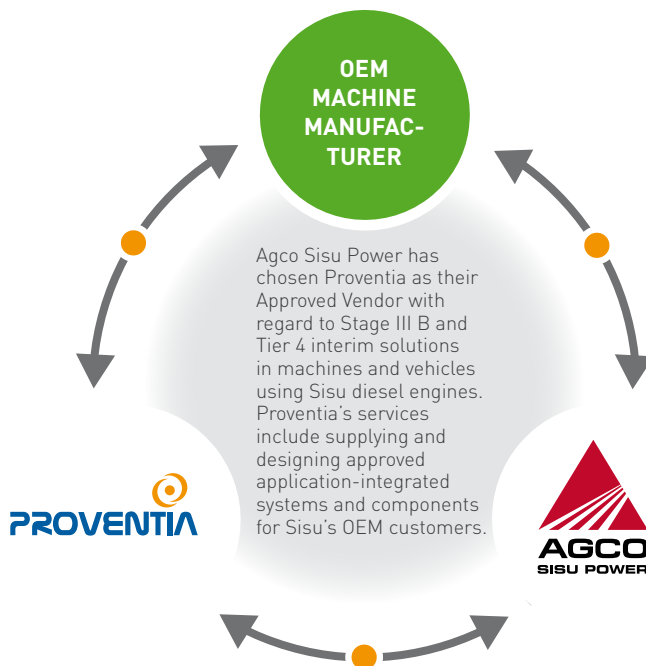 OEM
MACHINE
MANUFAC-
TURER
Agco Sisu Power has
chosen Proventia as their
Approved Vendor with
regard to Stage III B and
Tier 4 interim solutions
in machines and vehicles
using Sisu diesel engines.
Proventia’s services
include supplying and
designing approved
application-integrated
systems and components
for Sisu’s OEM customers.
PROVENTIA
AGCO
SISU POWER